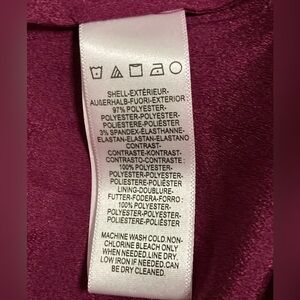 SHELL-EXTÉRIEUR-
AUßERHALB-FUORI-EXTERIOR :
97% POLYESTER-
POLYESTER-POLYESTER-
POLIESTERE-POLIÉSTER
3% SPANDEX-ÉLASTHANNE-
ELASTAN-ELASTAN-ELASTANO
CONTRAST-
CONTRASTE-KONTRAST-
CONTRASTO-CONTRASTE :
100% POLYESTER-
POLYESTER-POLYESTER-
POLIESTERE-POLIÉSTER
LINING-DOUBLURE-
FUTTER-FODERA-FORRO :
100% POLYESTER-
POLYESTER-POLYESTER-
POLIESTERE-POLIÉSTER
MACHINE WASH COLD.NON-
CHLORINE BLEACH ONLY
WHEN NEEDED.LINE DRY.
LOW IRON IF NEEDED.CAN
BE DRY CLEANED.